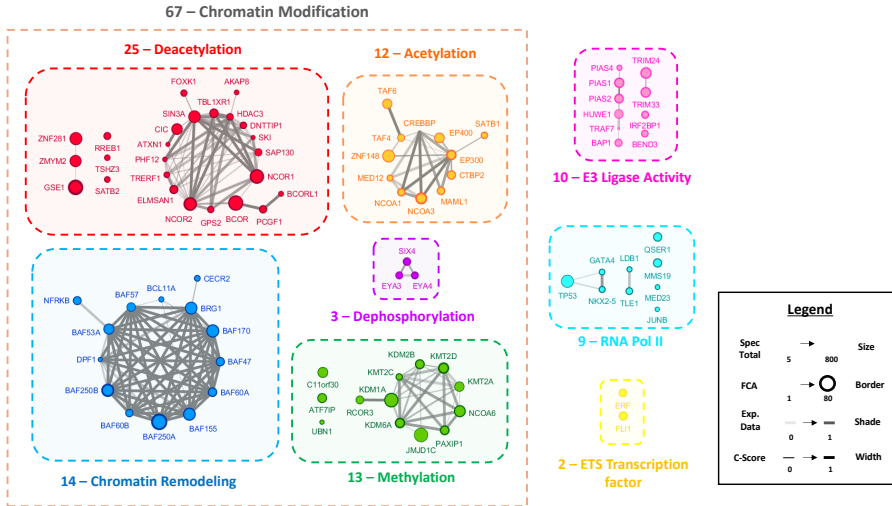 67 – Chromatin Modification
25 – Deacetylation
FOXK1
AKAP8
SIN3A
TBL1XR1
HDAC3
CIC
DNTTIP1
ZNF281
RREB1
ATXN1
SKI
ZMYM2
TSHZ3
PHF12
SAP130
GSE1
SATB2
TRERF1
NCOR1
ELMSAN1
BCORL1
NCOR2
GPS2
BCOR
PCGF1
12 – Acetylation
TAF6
CREBBP
SATB1
TAF4
EP400
ZNF148
EP300
MED12
CTBP2
NCOA1
NCOA3
MAML1
PIAS4
TRIM24
PIAS1
PIAS2
TRIM33
HUWE1
IRF2BP1
TRAF7
BAP1
BEND3
10 – E3 Ligase Activity
SIX4
EYA3
EYA4
3 – Dephosphorylation
NFRKB
BAF57
BCL11A
CECR2
BRG1
BAF53A
BAF170
DPF1
BAF47
BAF250B
BAF60A
BAF60B
BAF250A
BAF155
14 – Chromatin Remodeling
KDM2B
KMT2D
C11orf30
KMT2C
KMT2A
KDM1A
ATF7IP
RCOR3
NCOA6
UBN1
KDM6A
PAXIP1
JMJD1C
13 – Methylation
GATA4
LDB1
QSER1
TP53
MMS19
NKX2-5
TLE1
MED23
JUNB
9 – RNA Pol II
ERF
FLI1
2 – ETS Transcription
factor
Legend
Spec
Total
5
800
Size
FCA
1
80
Border
Exp.
Data
0
1
Shade
C-Score
0
1
Width